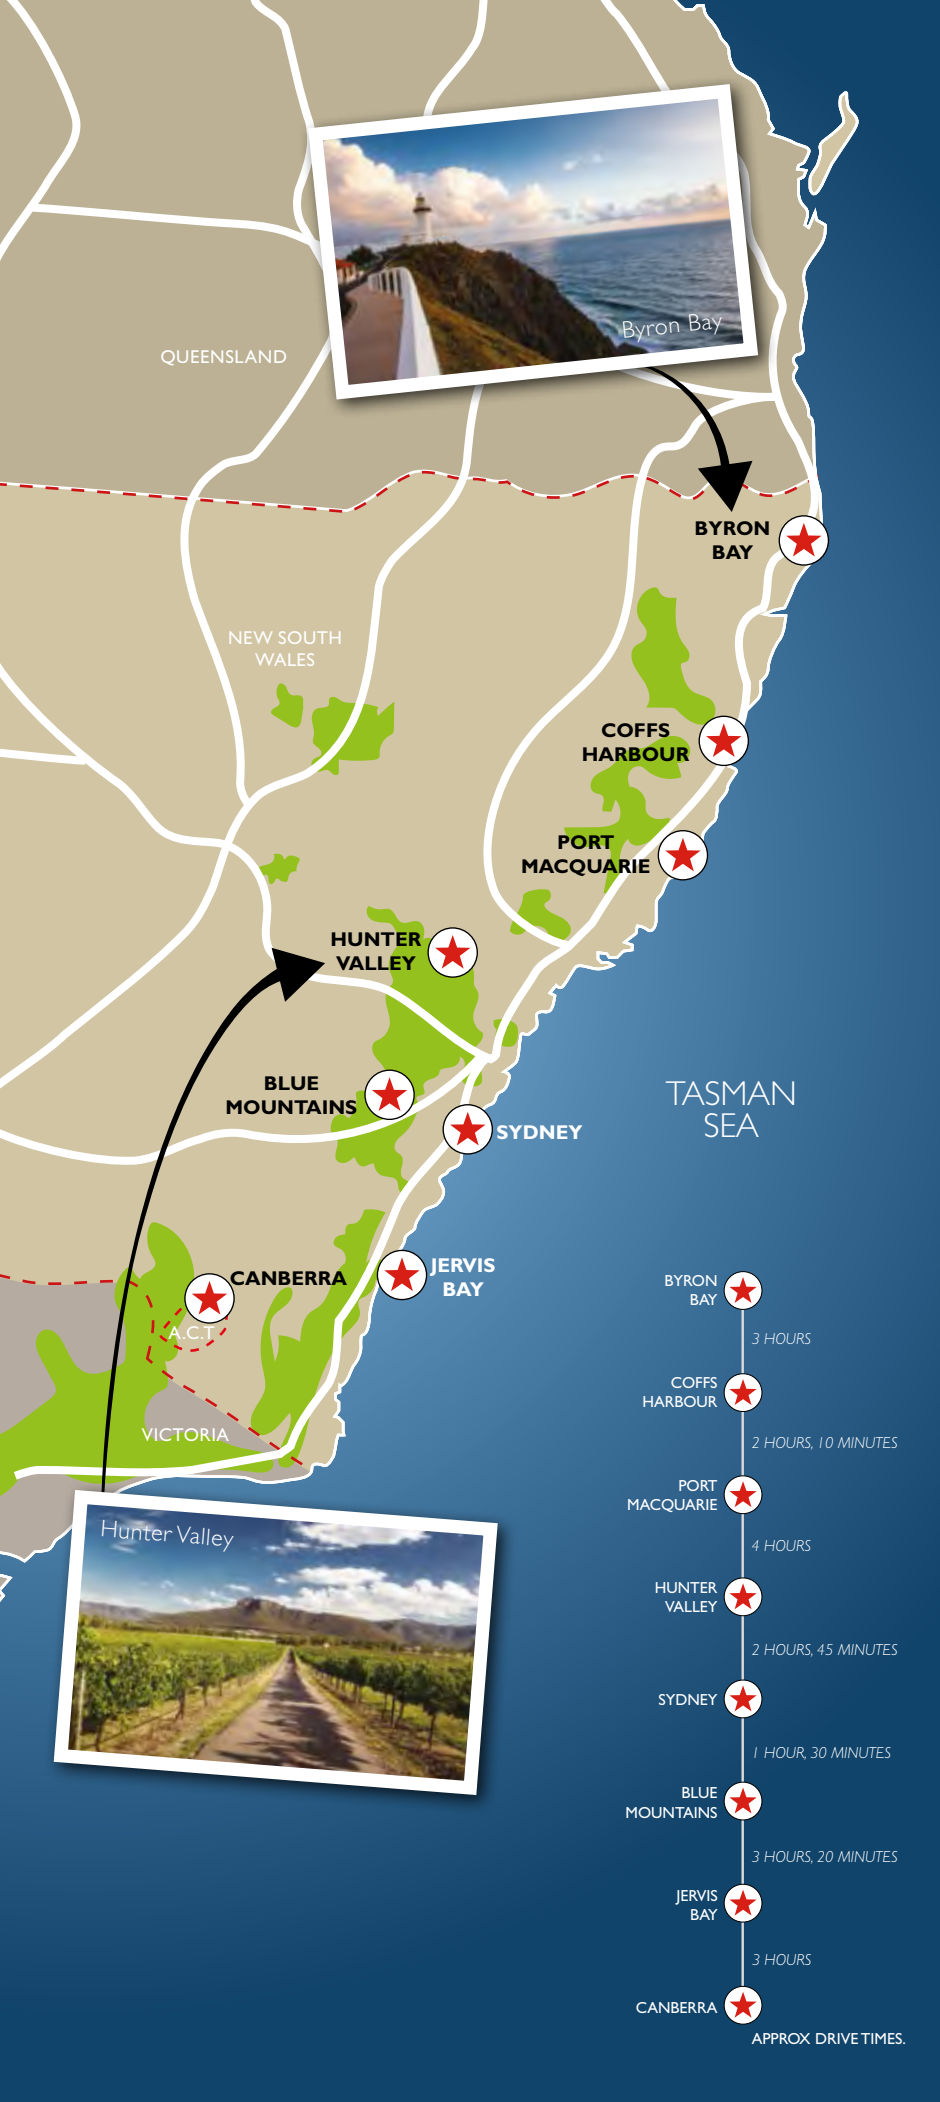 Byron Bay
QUEENSLAND
BYRON
BAY
NEW SOUTH
WALES
COFFS
HARBOUR
PORT
MACQUARIE
HUNTER
VALLEY
BLUE
MOUNTAINS
SYDNEY
TASMAN
SEA
JERVIS
BAY
CANBERRA
A.C.T
VICTORIA
Hunter Valley
BYRON
BAY
3 HOURS
COFFS
HARBOUR
2 HOURS, 10 MINUTES
PORT
MACQUARIE
4 HOURS
HUNTER
VALLEY
2 HOURS, 45 MINUTES
SYDNEY
1 HOUR, 30 MINUTES
BLUE
MOUNTAINS
3 HOURS, 20 MINUTES
JERVIS
BAY
3 HOURS
CANBERRA
APPROX DRIVE TIMES.